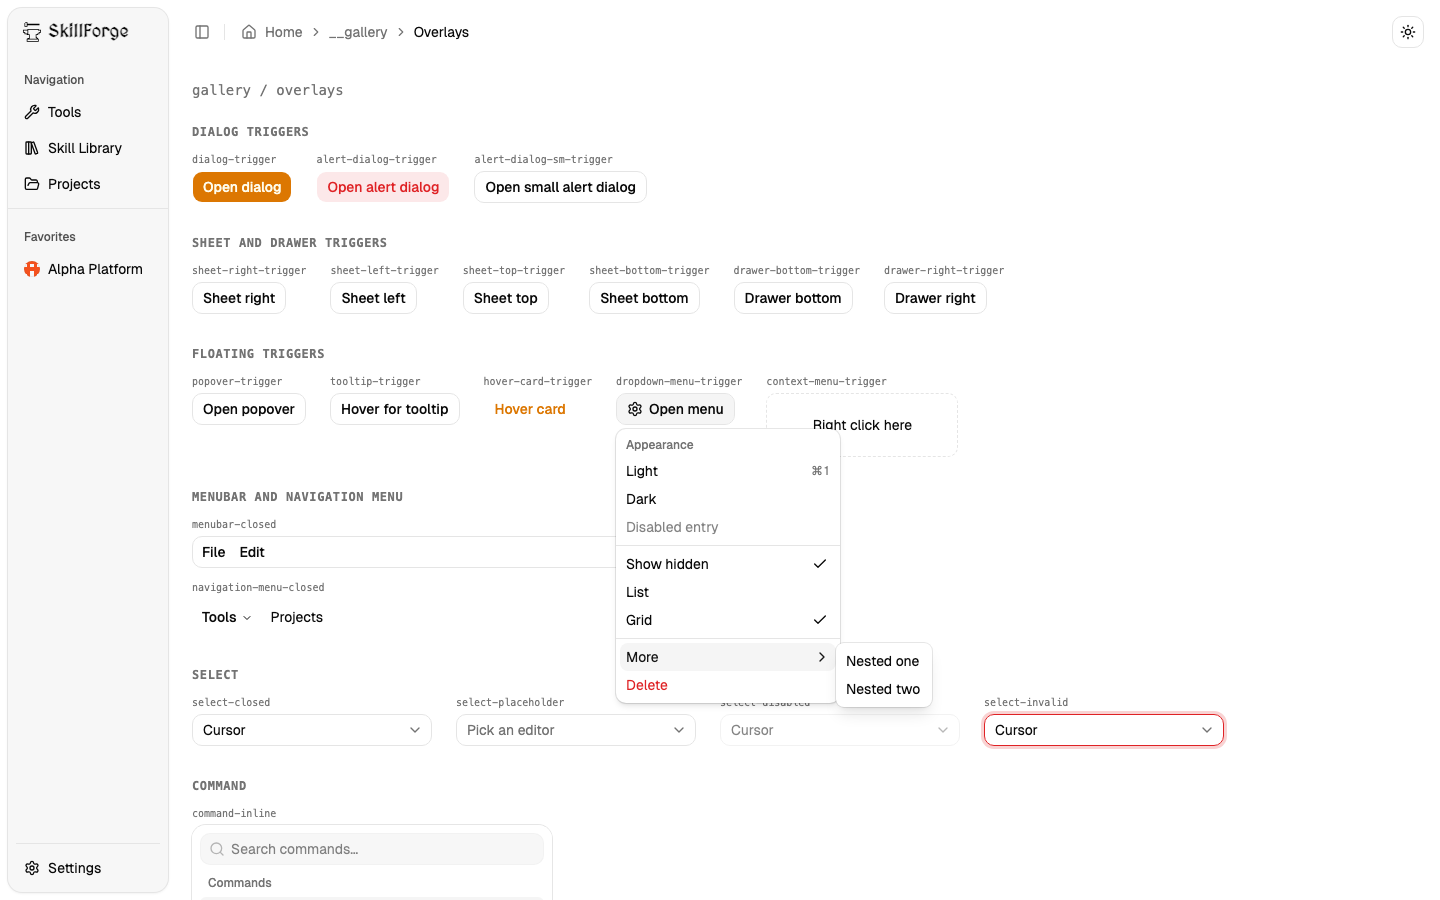 SkillForge
Navigation
Tools
Skill Library
Projects
Favorites
Alpha Platform
Settings
Home
__gallery
Overlays
gallery / overlays
DIALOG TRIGGERS
dialog-trigger
alert-dialog-trigger
alert-dialog-sm-trigger
Open dialog
Open alert dialog
Open small alert dialog
SHEET AND DRAWER TRIGGERS
sheet-right-trigger
sheet-left-trigger
sheet-top-trigger
sheet-bottom-trigger
drawer-bottom-trigger
drawer-right-trigger
Sheet right
Sheet left
Sheet top
Sheet bottom
Drawer bottom
Drawer right
FLOATING TRIGGERS
popover-trigger
tooltip-trigger
hover-card-trigger
dropdown-menu-trigger
context-menu-trigger
Open popover
Hover for tooltip
Hover card
Open menu
Right click here
Appearance
Light ⌘1
Dark
Disabled entry
Show hidden
List
Grid
More
Delete
Nested one
Nested two
MENUBAR AND NAVIGATION MENU
menubar-closed
File Edit
navigation-menu-closed
Tools Projects
SELECT
select-closed
select-placeholder
select-disabled
select-invalid
Cursor
Pick an editor
Cursor
Cursor
COMMAND
command-inline
Search commands...
Commands